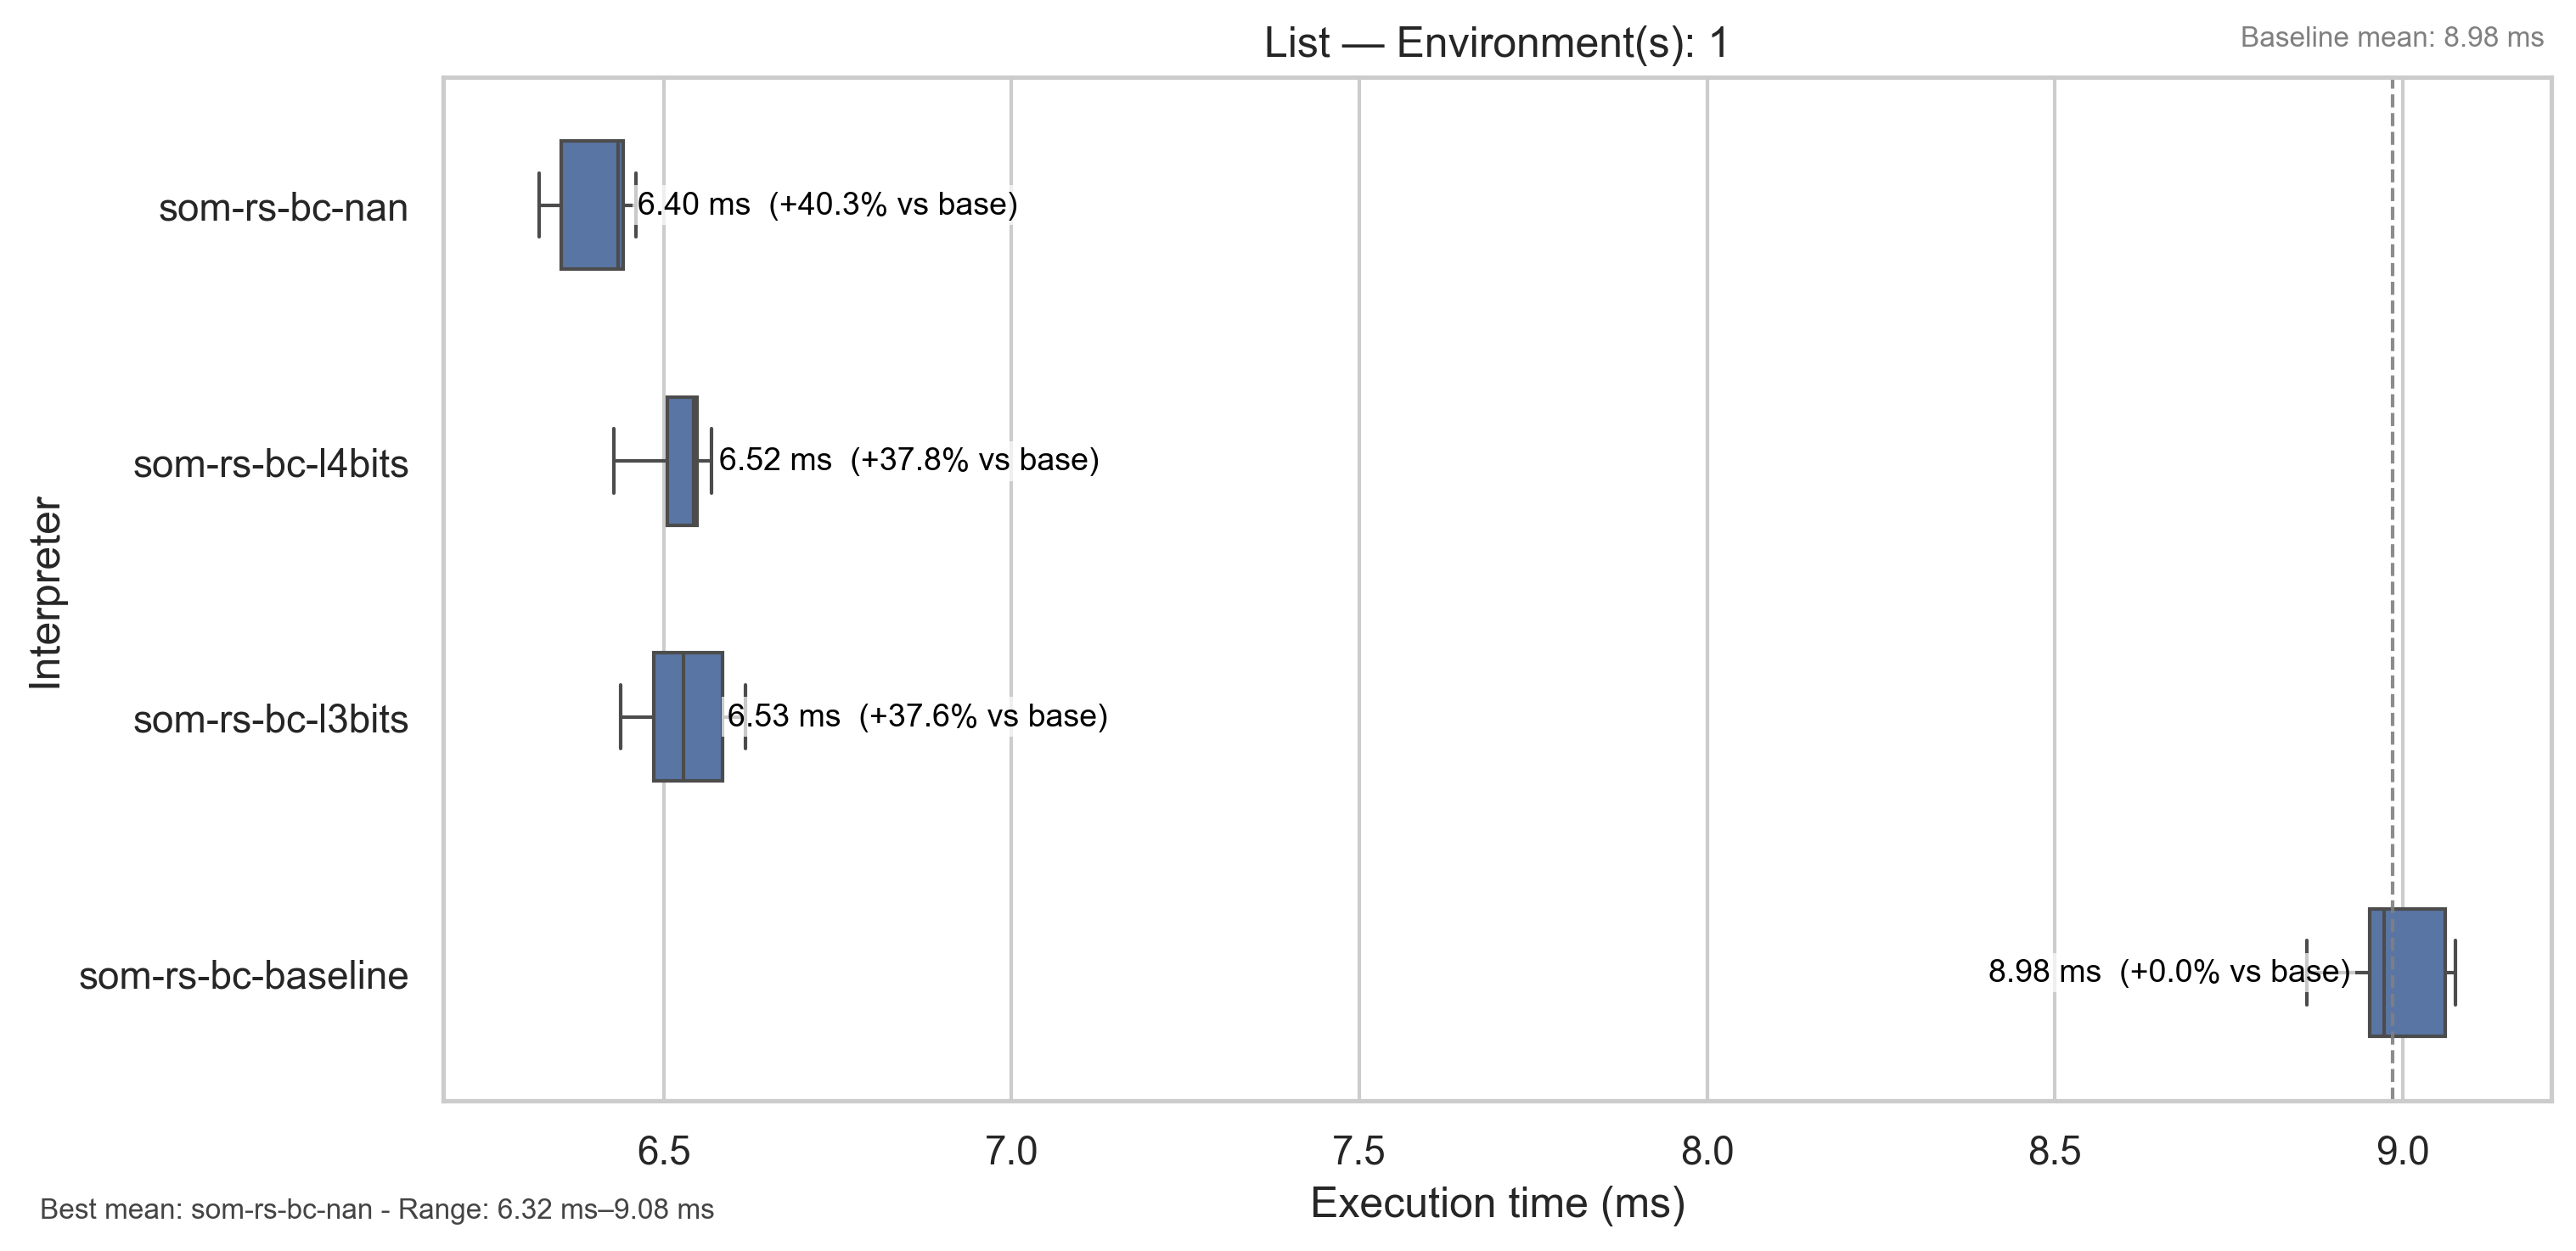 List — Environment(s): 1
Baseline mean: 8.98 ms
Interpreter
som-rs-bc-nan
6.40 ms (+40.3% vs base)
som-rs-bc-l4bits
6.52 ms (+37.8% vs base)
som-rs-bc-l3bits
6.53 ms (+37.6% vs base)
som-rs-bc-baseline
8.98 ms (+0.0% vs base)
6.5 7.0 7.5 8.0 8.5 9.0
Execution time (ms)
Best mean: som-rs-bc-nan - Range: 6.32 ms–9.08 ms